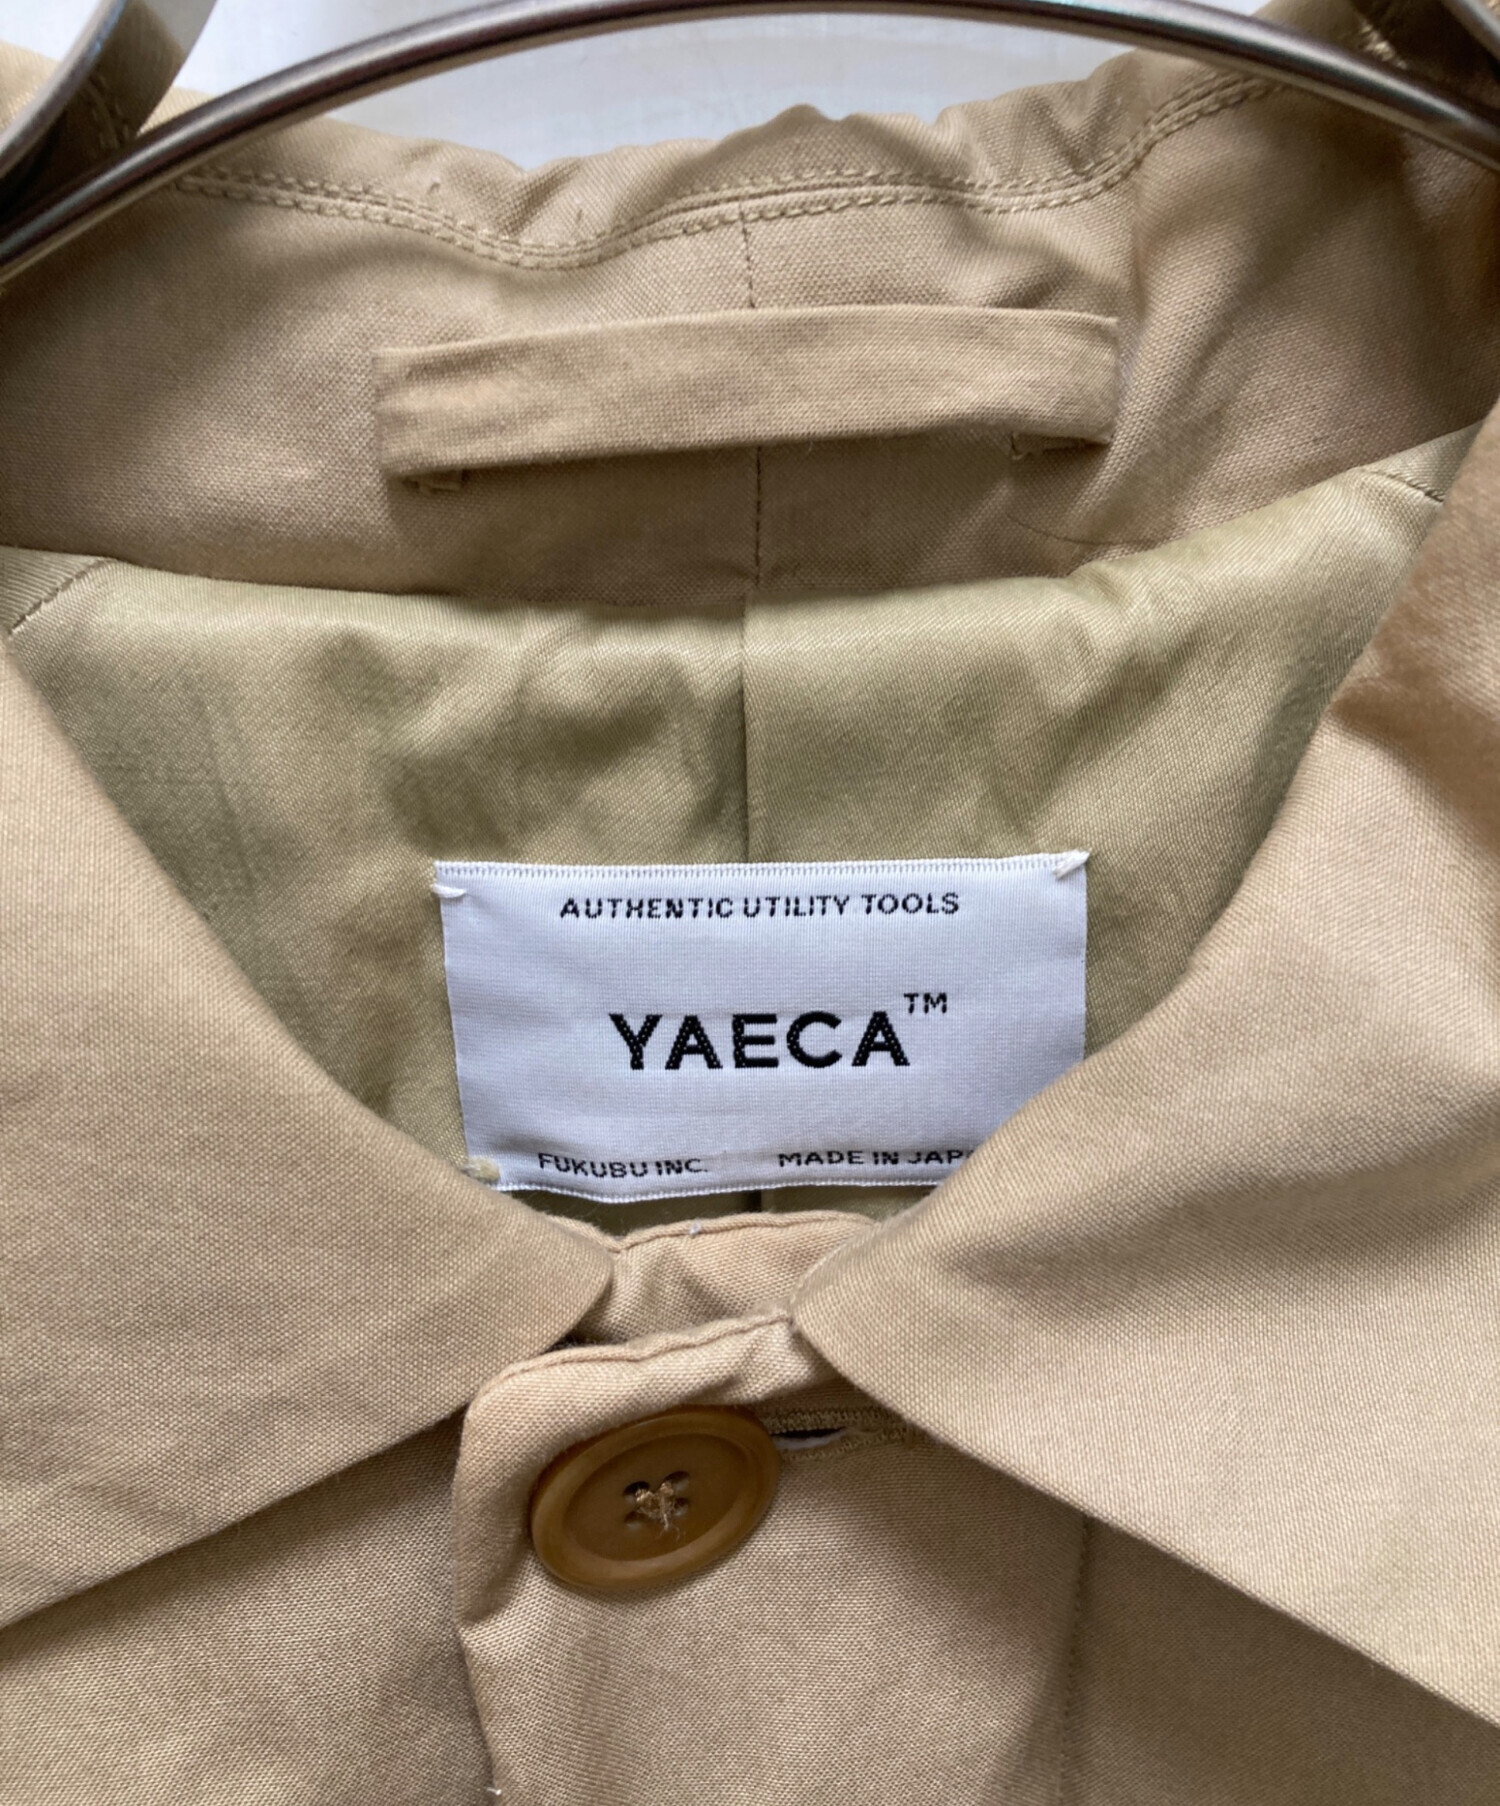 AUTHENTIC UTILITY TOOLS
YAECA™
FUKUBU INC. MADE IN JAP